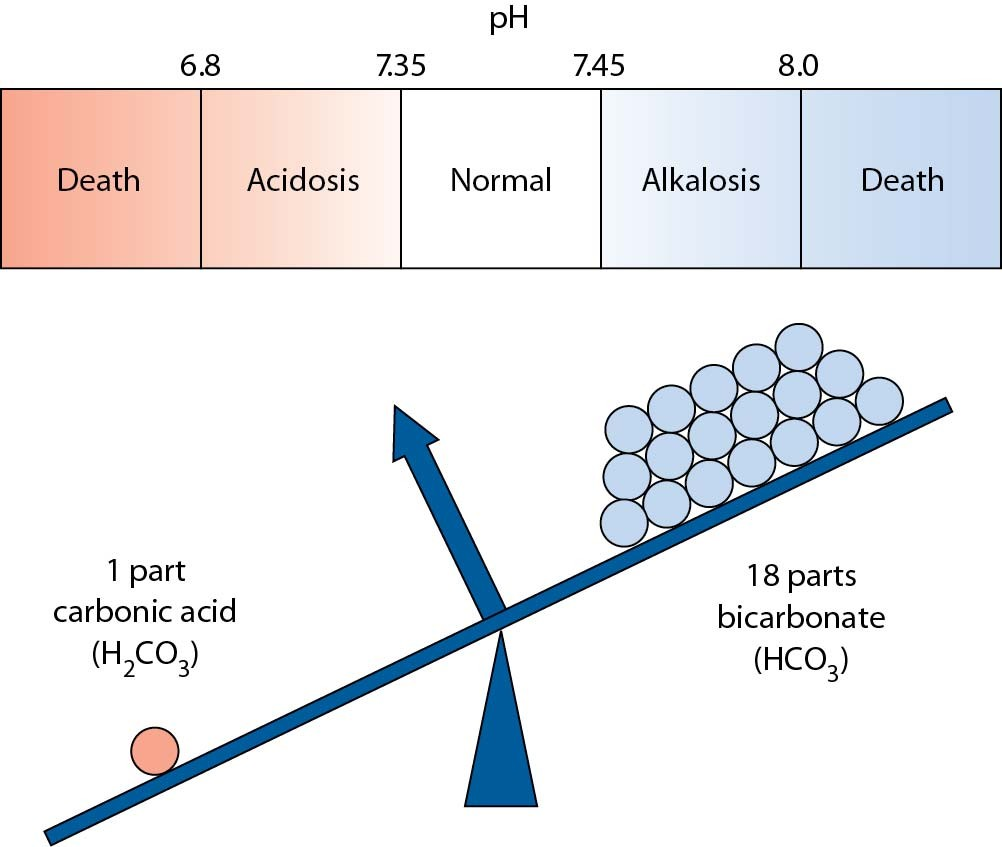 pH
6.8 7.35 7.45 8.0
Death Acidosis Normal Alkalosis Death
1 part
carbonic acid
(H₂CO₃)
18 parts
bicarbonate
(HCO₃)